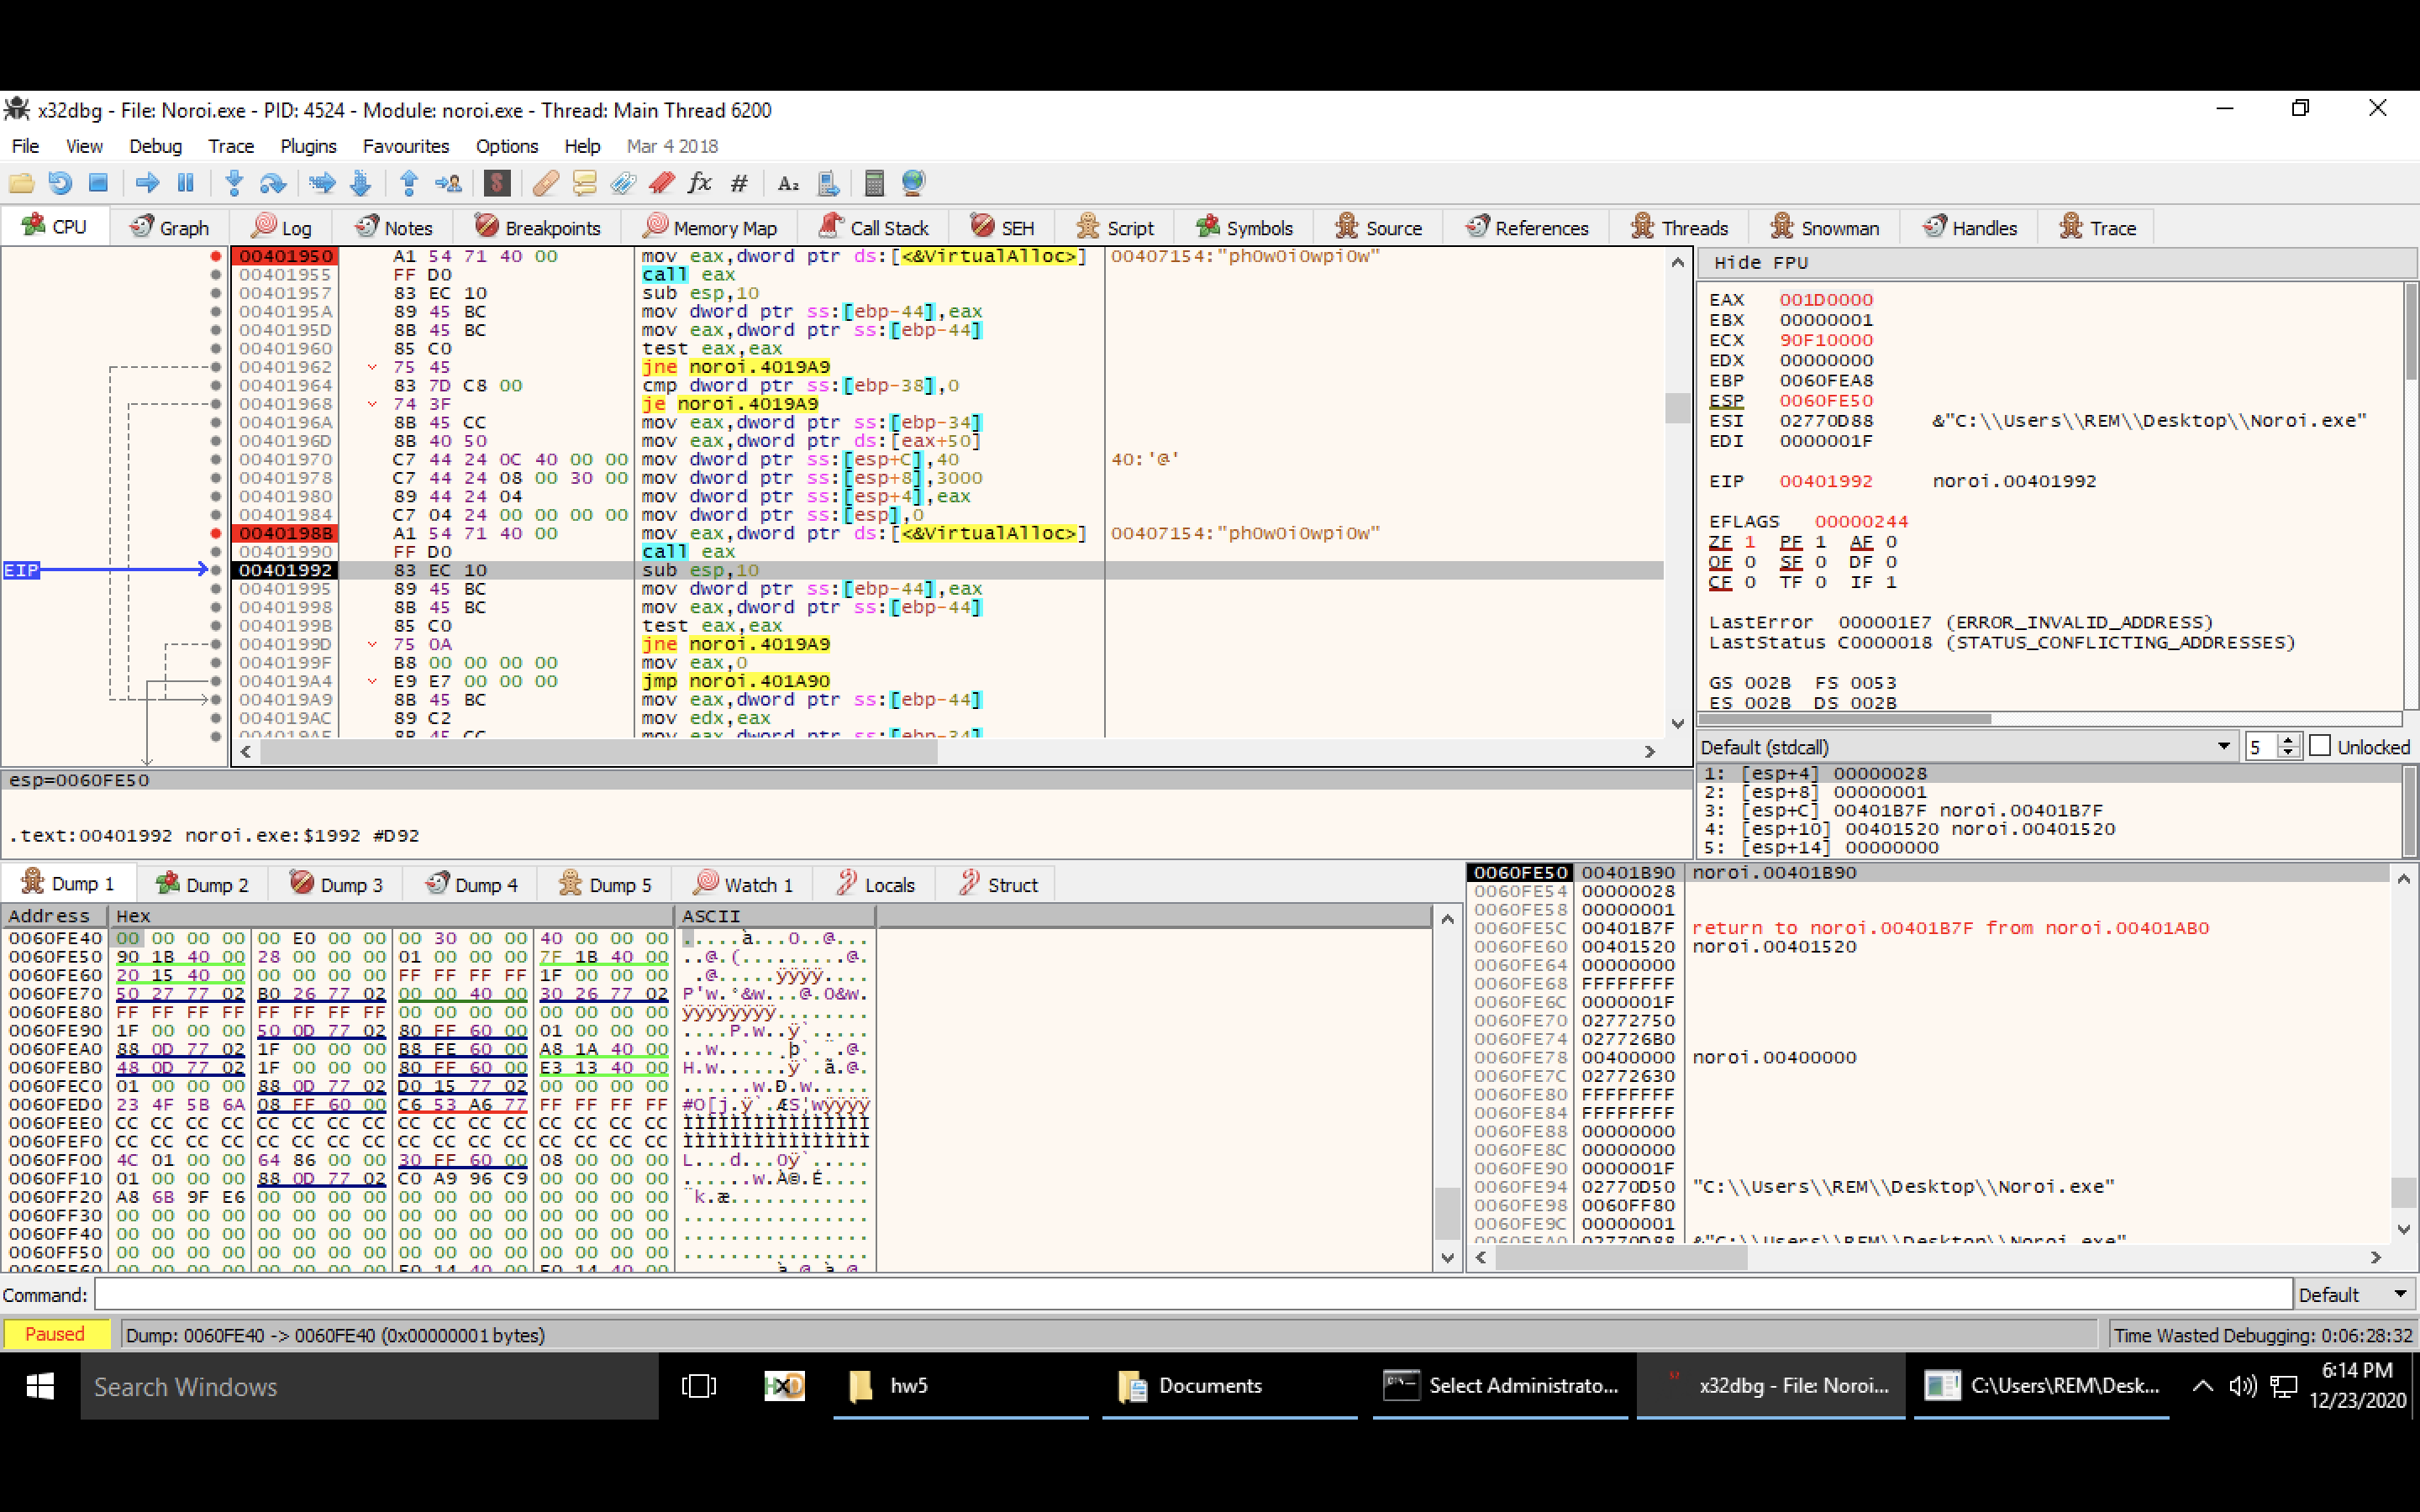 x32dbg - File: Noroi.exe - PID: 4524 - Module: noroi.exe - Thread: Main Thread 6200
File View Debug Trace Plugins Favourites Options Help Mar 4 2018
CPU Graph Log Notes Breakpoints Memory Map Call Stack SEH Script Symbols Source References Threads Snowman Handles Trace
00401950 A1 54 71 40 00 mov eax,dword ptr ds:[<&VirtualAlloc>] 00407154:"ph0w0i0wpi0w"
00401955 FF D0 call eax
00401957 83 EC 10 sub esp,10
0040195A 89 45 BC mov dword ptr ss:[ebp-44],eax
0040195D 8B 45 BC mov eax,dword ptr ss:[ebp-44]
00401960 85 C0 test eax,eax
00401962 75 45 jne noroi.4019A9
00401964 83 7D C8 00 cmp dword ptr ss:[ebp-38],0
00401968 74 3F je noroi.4019A9
0040196A 8B 45 CC mov eax,dword ptr ss:[ebp-34]
0040196D 8B 40 50 mov eax,dword ptr ds:[eax+50]
00401970 C7 44 24 0C 40 00 00 mov dword ptr ss:[esp+C],40 40:'@'
00401978 C7 44 24 08 00 30 00 mov dword ptr ss:[esp+8],3000
00401980 89 44 24 04 mov dword ptr ss:[esp+4],eax
00401984 C7 04 24 00 00 00 00 mov dword ptr ss:[esp],0
0040198B A1 54 71 40 00 mov eax,dword ptr ds:[<&VirtualAlloc>] 00407154:"ph0w0i0wpi0w"
00401990 FF D0 call eax
EIP 00401992 83 EC 10 sub esp,10
00401995 89 45 BC mov dword ptr ss:[ebp-44],eax
00401998 8B 45 BC mov eax,dword ptr ss:[ebp-44]
0040199B 85 C0 test eax,eax
0040199D 75 0A jne noroi.4019A9
0040199F B8 00 00 00 00 mov eax,0
004019A4 E9 E7 00 00 00 jmp noroi.401A90
004019A9 8B 45 BC mov eax,dword ptr ss:[ebp-44]
004019AC 89 C2 mov edx,eax
004019AE 8B 45 CC mov eax,dword ptr ss:[ebp-34]
Hide FPU
EAX 001D0000
EBX 00000001
ECX 90F10000
EDX 00000000
EBP 0060FEA8
ESP 0060FE50
ESI 02770D88 &"C:\\Users\\REM\\Desktop\\Noroi.exe"
EDI 0000001F
EIP 00401992 noroi.00401992
EFLAGS 00000244
ZF 1 PF 1 AF 0
OF 0 SF 0 DF 0
CF 0 TF 0 IF 1
LastError 000001E7 (ERROR_INVALID_ADDRESS)
LastStatus C0000018 (STATUS_CONFLICTING_ADDRESSES)
GS 002B FS 0053
ES 002B DS 002B
Default (stdcall) 5 Unlocked
1: [esp+4] 00000028
2: [esp+8] 00000001
3: [esp+C] 00401B7F noroi.00401B7F
4: [esp+10] 00401520 noroi.00401520
5: [esp+14] 00000000
esp=0060FE50
.text:00401992 noroi.exe:$1992 #D92
Dump 1 Dump 2 Dump 3 Dump 4 Dump 5 Watch 1 Locals Struct
Address Hex ASCII
0060FE40 00 00 00 00 00 E0 00 00 00 30 00 00 40 00 00 00 .....à...0..@...
0060FE50 90 1B 40 00 28 00 00 00 01 00 00 00 7F 1B 40 00 ..@.(.........@.
0060FE60 20 15 40 00 00 00 00 00 FF FF FF FF 1F 00 00 00  .@.....ÿÿÿÿ....
0060FE70 50 27 77 02 B0 26 77 02 00 00 40 00 30 26 77 02 P'w.°&w...@.0&w.
0060FE80 FF FF FF FF FF FF FF FF 00 00 00 00 00 00 00 00 ÿÿÿÿÿÿÿÿ........
0060FE90 1F 00 00 00 50 0D 77 02 80 FF 60 00 01 00 00 00 ....P.w..ÿ`.....
0060FEA0 88 0D 77 02 1F 00 00 00 B8 FE 60 00 A8 1A 40 00 ..w.....¸þ`.¨.@.
0060FEB0 48 0D 77 02 1F 00 00 00 80 FF 60 00 E3 13 40 00 H.w......ÿ`.ã.@.
0060FEC0 01 00 00 00 88 0D 77 02 D0 15 77 02 00 00 00 00 ......w.Ð.w.....
0060FED0 23 4F 5B 6A 08 FF 60 00 C6 53 A6 77 FF FF FF FF #O[j.ÿ`.ÆS¦wÿÿÿÿ
0060FEE0 CC CC CC CC CC CC CC CC CC CC CC CC CC CC CC CC ÌÌÌÌÌÌÌÌÌÌÌÌÌÌÌÌ
0060FEF0 CC CC CC CC CC CC CC CC CC CC CC CC CC CC CC CC ÌÌÌÌÌÌÌÌÌÌÌÌÌÌÌÌ
0060FF00 4C 01 00 00 64 86 00 00 30 FF 60 00 08 00 00 00 L...d...0ÿ`.....
0060FF10 01 00 00 00 88 0D 77 02 C0 A9 96 C9 00 00 00 00 ......w.À©.É....
0060FF20 A8 6B 9F E6 00 00 00 00 00 00 00 00 00 00 00 00 ¨k.æ............
0060FF30 00 00 00 00 00 00 00 00 00 00 00 00 00 00 00 00 ................
0060FF40 00 00 00 00 00 00 00 00 00 00 00 00 00 00 00 00 ................
0060FF50 00 00 00 00 00 00 00 00 00 00 00 00 00 00 00 00 ................
0060FE50 00401B90 noroi.00401B90
0060FE54 00000028
0060FE58 00000001
0060FE5C 00401B7F return to noroi.00401B7F from noroi.00401AB0
0060FE60 00401520 noroi.00401520
0060FE64 00000000
0060FE68 FFFFFFFF
0060FE6C 0000001F
0060FE70 02772750
0060FE74 027726B0
0060FE78 00400000 noroi.00400000
0060FE7C 02772630
0060FE80 FFFFFFFF
0060FE84 FFFFFFFF
0060FE88 00000000
0060FE8C 00000000
0060FE90 0000001F
0060FE94 02770D50 "C:\\Users\\REM\\Desktop\\Noroi.exe"
0060FE98 0060FF80
0060FE9C 00000001
0060FEA0 02770D88 &"C:\\Users\\REM\\Desktop\\Noroi.exe"
Command: Default
Paused Dump: 0060FE40 -> 0060FE40 (0x00000001 bytes) Time Wasted Debugging: 0:06:28:32
Search Windows HxD hw5 Documents Select Administrato... x32dbg - File: Noroi... C:\Users\REM\Desk... 6:14 PM
12/23/2020